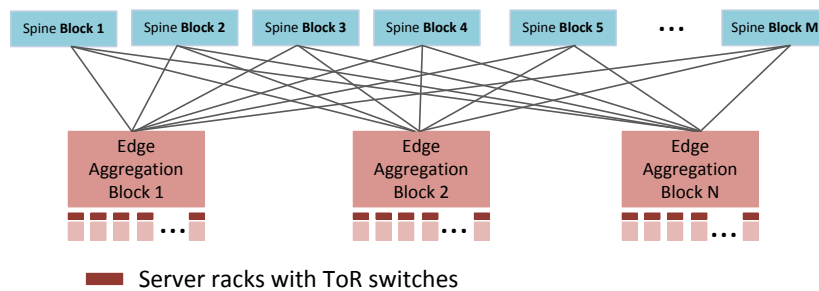 Spine Block 1 Spine Block 2 Spine Block 3 Spine Block 4 Spine Block 5 ... Spine Block M
Edge Edge Edge
Aggregation Aggregation Aggregation
Block 1 Block 2 Block N
... ... ...
Server racks with ToR switches